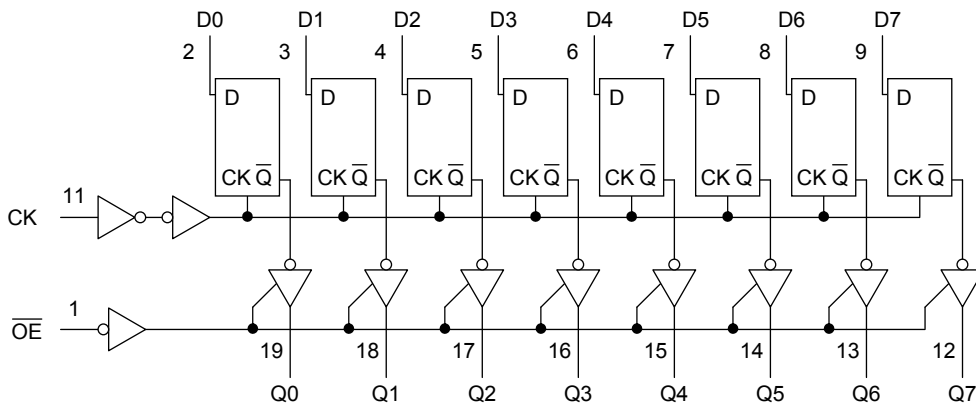 D0 D1 D2 D3 D4 D5 D6 D7
2 3 4 5 6 7 8 9
D D D D D D D D
CK Q̅ CK Q̅ CK Q̅ CK Q̅ CK Q̅ CK Q̅ CK Q̅ CK Q̅
11
CK
1
O̅E̅
19 18 17 16 15 14 13 12
Q0 Q1 Q2 Q3 Q4 Q5 Q6 Q7